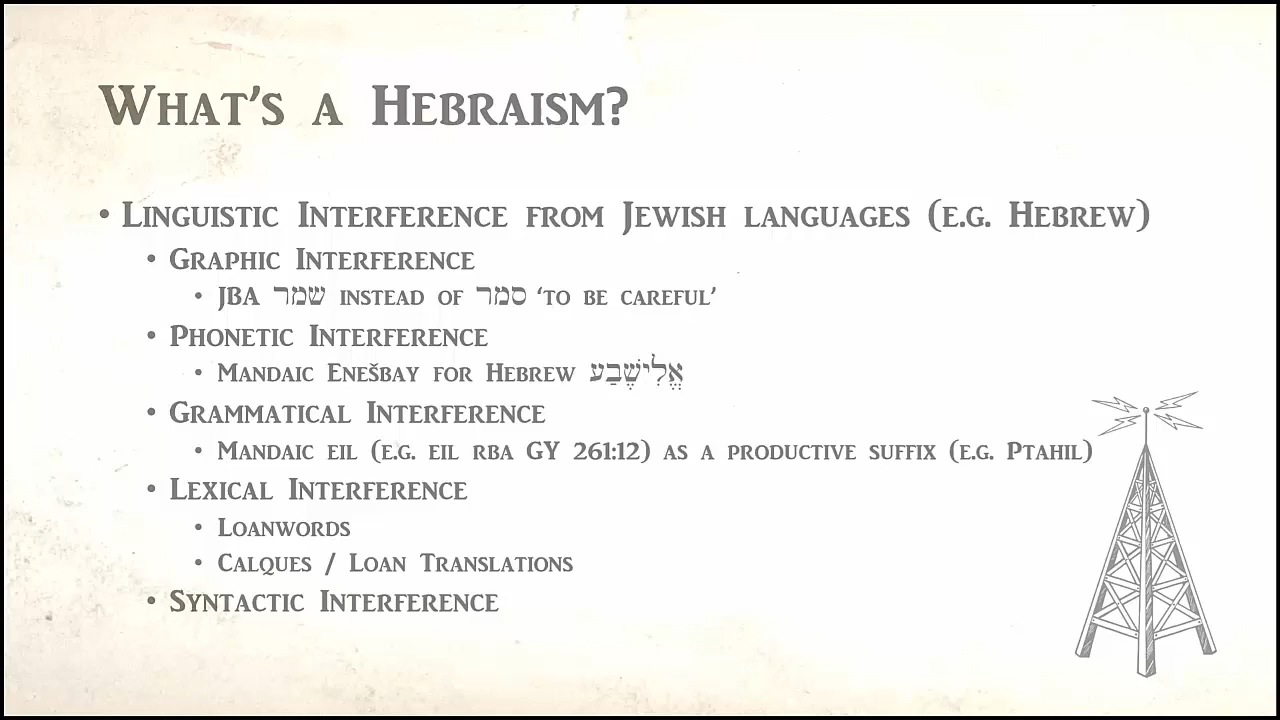 What's a Hebraism?
• Linguistic Interference from Jewish languages (e.g. Hebrew)
• Graphic Interference
• JBA שמר instead of סמר ‘to be careful’
• Phonetic Interference
• Mandaic Enešbay for Hebrew אֱלִישֶׁבַע
• Grammatical Interference
• Mandaic eil (e.g. eil rba GY 261:12) as a productive suffix (e.g. Ptahil)
• Lexical Interference
• Loanwords
• Calques / Loan Translations
• Syntactic Interference